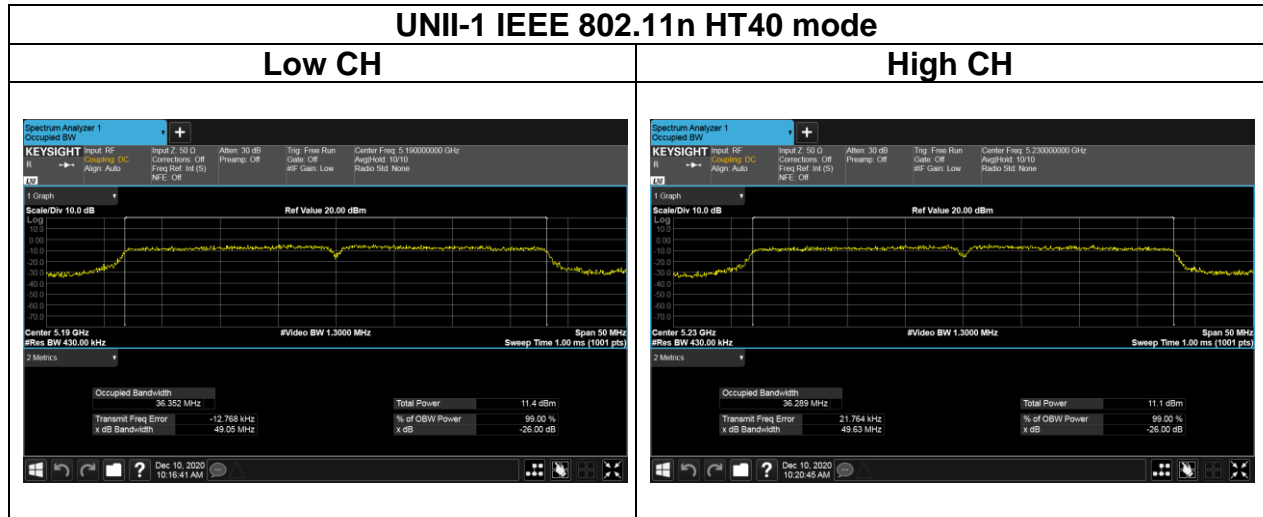 UNII-1 IEEE 802.11n HT40 mode
Low CH
High CH
Spectrum Analyzer 1
Occupied BW
+
KEYSIGHT
R
LXI
Input: RF
Coupling: DC
Align: Auto
Input Z: 50 Ω
Corrections: Off
Freq Ref: Int (S)
NFE: Off
Atten: 30 dB
Preamp: Off
Trig: Free Run
Gate: Off
#IF Gain: Low
Center Freq: 5.190000000 GHz
Avg|Hold: 10/10
Radio Std: None
1 Graph
Scale/Div 10.0 dB
Ref Value 20.00 dBm
Log
10.0
0.00
-10.0
-20.0
-30.0
-40.0
-50.0
-60.0
-70.0
Center 5.19 GHz
#Video BW 1.3000 MHz
Span 50 MHz
#Res BW 430.00 kHz
Sweep Time 1.00 ms (1001 pts)
2 Metrics
Occupied Bandwidth
36.352 MHz
Total Power 11.4 dBm
Transmit Freq Error -12.768 kHz
% of OBW Power 99.00 %
x dB Bandwidth 49.05 MHz
x dB -26.00 dB
?
Dec 10, 2020
10:16:41 AM
Spectrum Analyzer 1
Occupied BW
+
KEYSIGHT
R
LXI
Input: RF
Coupling: DC
Align: Auto
Input Z: 50 Ω
Corrections: Off
Freq Ref: Int (S)
NFE: Off
Atten: 30 dB
Preamp: Off
Trig: Free Run
Gate: Off
#IF Gain: Low
Center Freq: 5.230000000 GHz
Avg|Hold: 10/10
Radio Std: None
1 Graph
Scale/Div 10.0 dB
Ref Value 20.00 dBm
Log
10.0
0.00
-10.0
-20.0
-30.0
-40.0
-50.0
-60.0
-70.0
Center 5.23 GHz
#Video BW 1.3000 MHz
Span 50 MHz
#Res BW 430.00 kHz
Sweep Time 1.00 ms (1001 pts)
2 Metrics
Occupied Bandwidth
36.289 MHz
Total Power 11.1 dBm
Transmit Freq Error 21.764 kHz
% of OBW Power 99.00 %
x dB Bandwidth 49.63 MHz
x dB -26.00 dB
?
Dec 10, 2020
10:20:45 AM